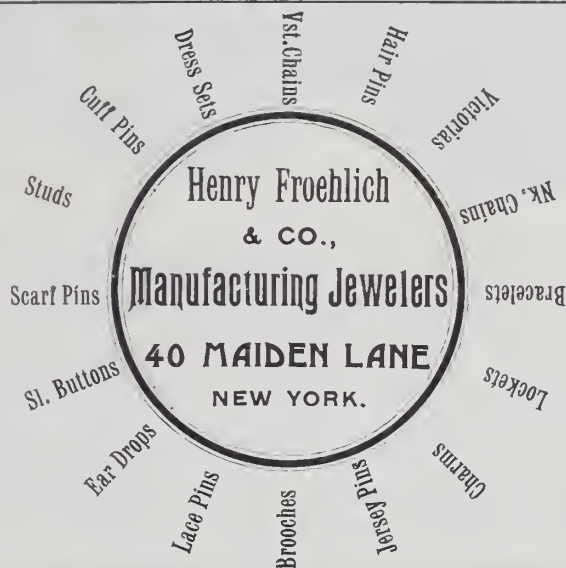 Vst.Chains
Hair Pins
Victorias
Nk. Chains
Bracelets
Lockets
Charms
Jersey Pins
Brooches
Lace Pins
Ear Drops
Sl. Buttons
Scarf Pins
Studs
Cuff Pins
Dress Sets
Henry Froehlich
& CO.,
Manufacturing Jewelers
40 MAIDEN LANE
NEW YORK.